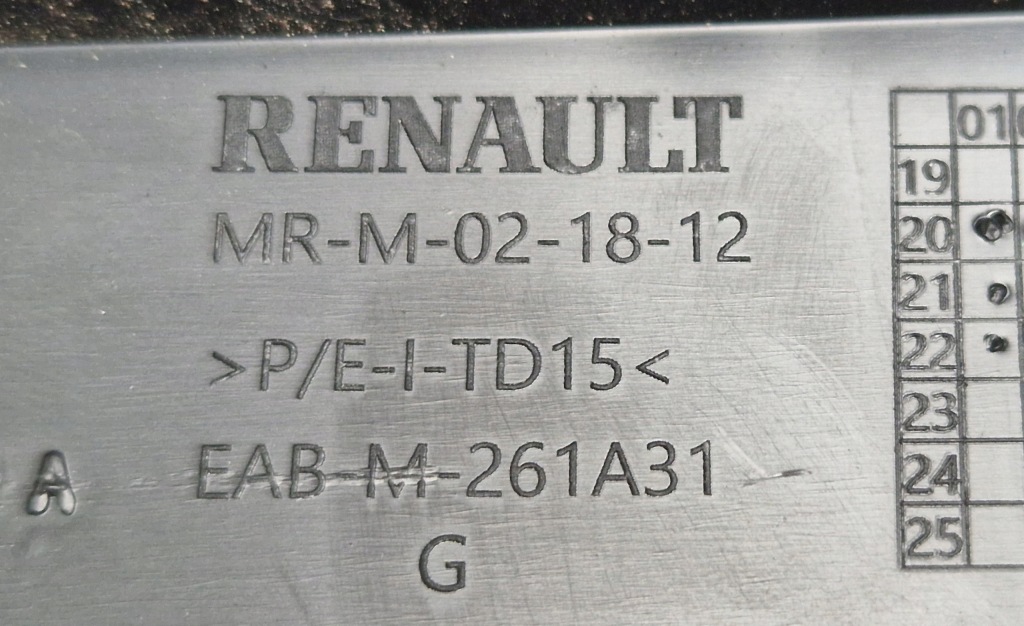 RENAULT
MR-M-02-18-12
>P/E-I-TD15<
EAB-M-261A31
G
A
01
19
20
21
22
23
24
25